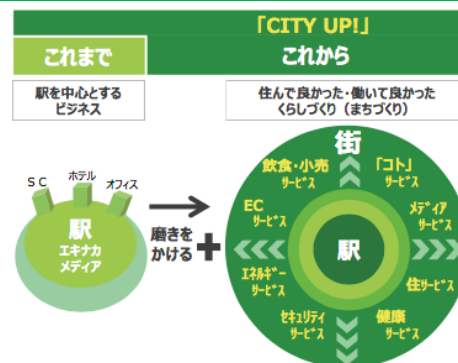 「CITY UP!」
これまで
これから
駅を中心とする
ビジネス
住んで良かった・働いて良かった
くらしづくり（まちづくり）
SC
ホテル
オフィス
駅
エキナカ
メディア
磨きを
かける
+
街
飲食・小売
サービス
「コト」
サービス
EC
サービス
メディア
サービス
駅
エネルギー
サービス
住サービス
セキュリティ
サービス
健康
サービス